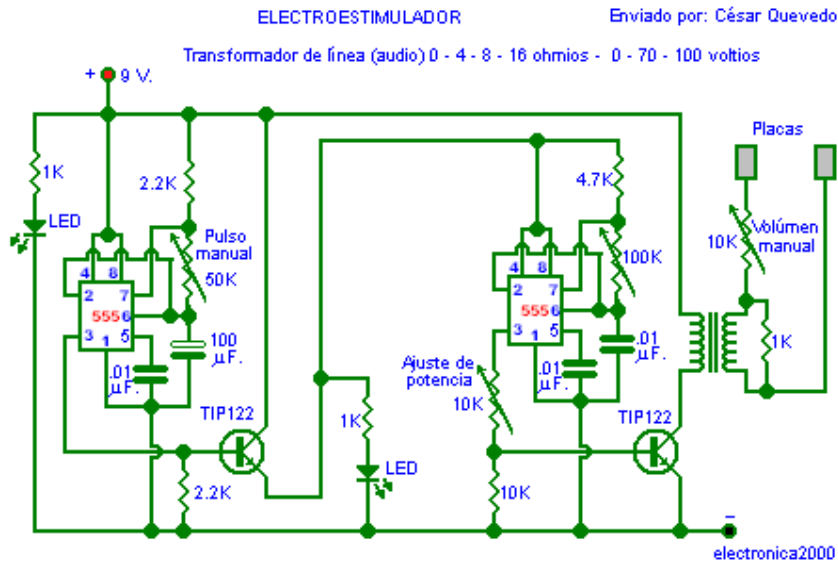 ELECTROESTIMULADOR
Enviado por: César Quevedo
Transformador de línea (audio) 0 - 4 - 8 - 16 ohmios - 0 - 70 - 100 voltios
+ 9 V.
Placas
1K
2.2K
4.7K
LED
Pulso
manual
50K
100K
Volúmen
manual
10K
4 8
2 7
555 6
3 1 5
100
µF.
.01
µF.
4 8
2 7
555 6
3 1 5
.01
µF.
.01
µF.
1K
Ajuste de
potencia
10K
TIP122
1K
LED
TIP122
2.2K
10K
-
electronica2000